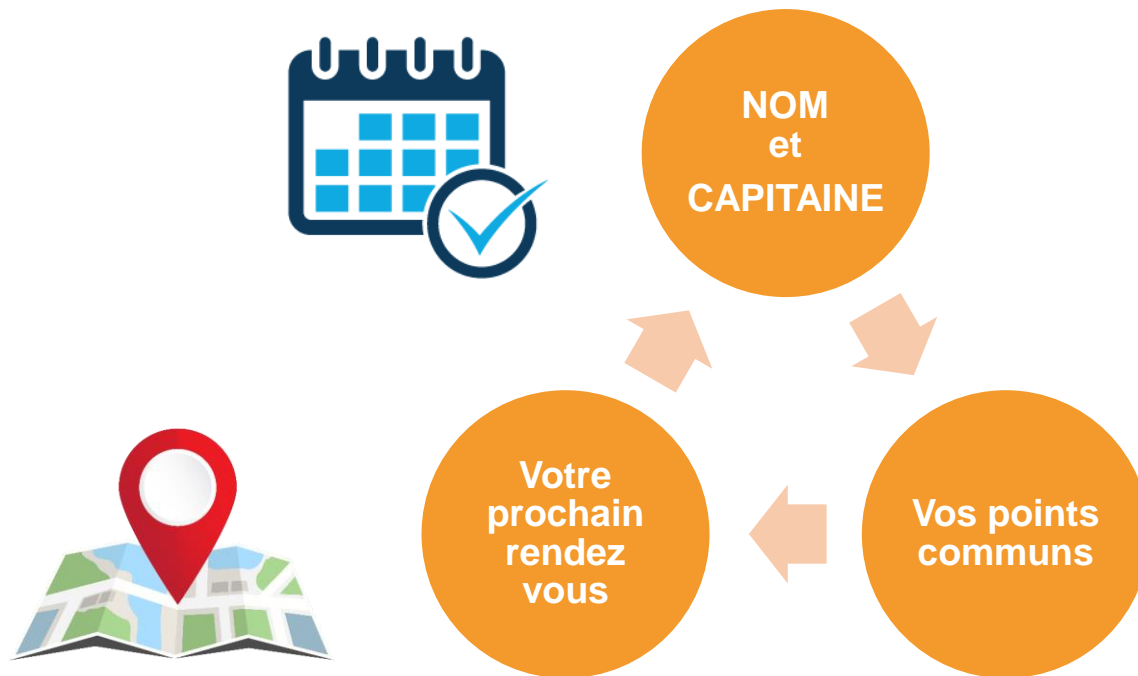 NOM
et
CAPITAINE
Vos points
communs
Votre
prochain
rendez
vous